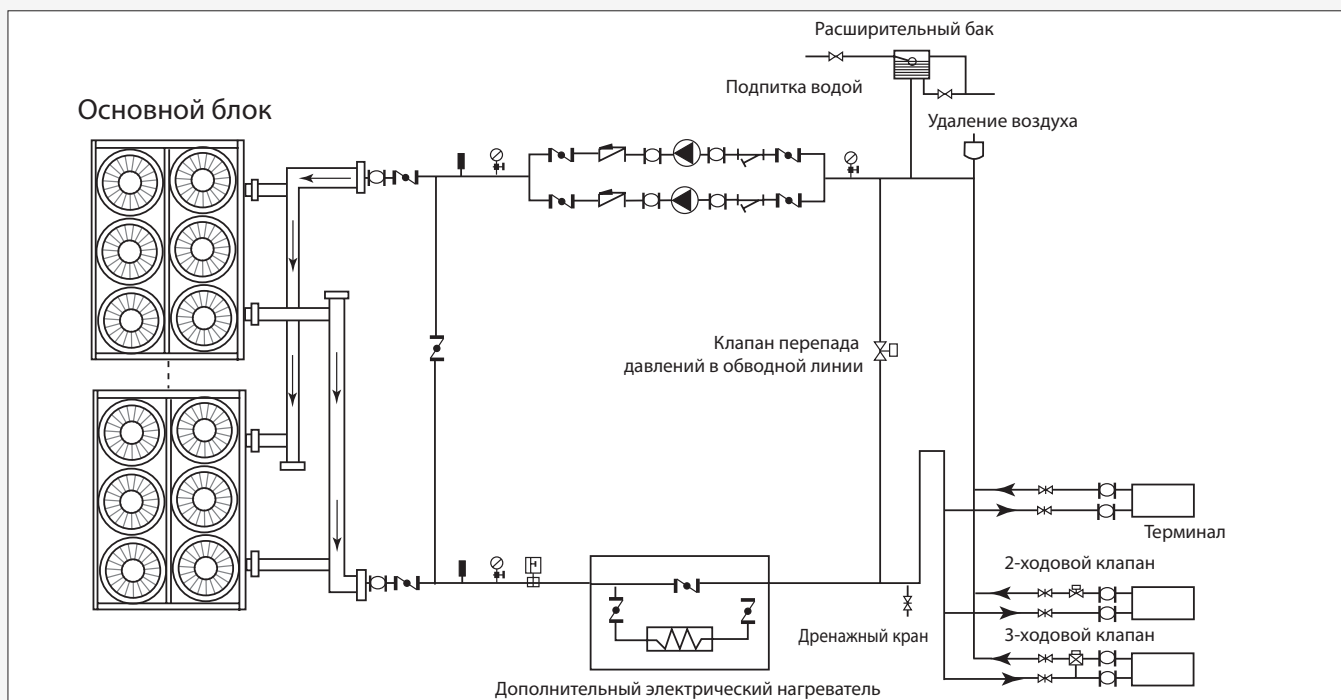 Расширительный бак
Подпитка водой
Основной блок
Удаление воздуха
Клапан перепада
давлений в обводной линии
Терминал
2-ходовой клапан
3-ходовой клапан
Дренажный кран
Дополнительный электрический нагреватель